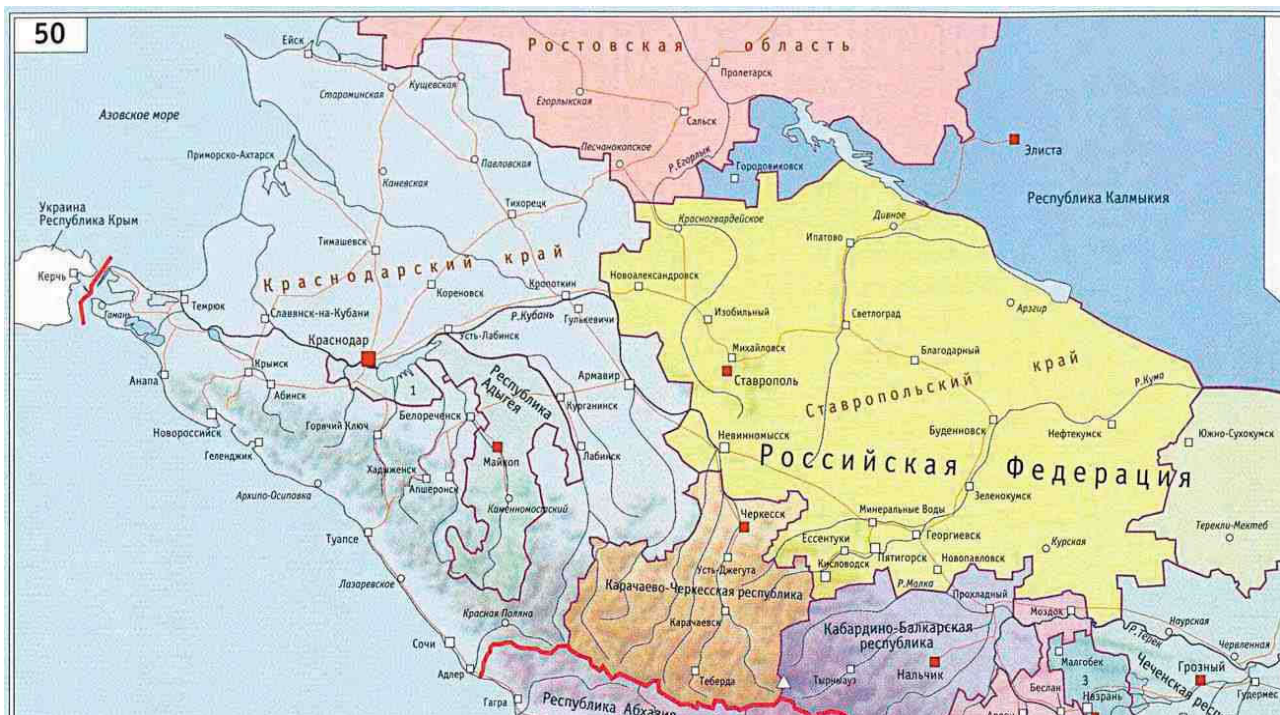 50
Ейск
Ростовская область
Пролетарск
Староминская
Кущевская
Егорлыкская
Сальск
Азовское море
Элиста
Песчанокопское
Р.Егорлык
Приморско-Ахтарск
Павловская
Городовиковск
Каневская
Республика Калмыкия
Украина
Республика Крым
Тихорецк
Красногвардейское
Дивное
Ипатово
Тимашевск
Краснодарский край
Керчь
Новоалександровск
Кропоткин
Кореновск
Темрюк
Тамань
Славянск-на-Кубани
Р.Кубань
Гулькевичи
Изобильный
Арзгир
Светлоград
Усть-Лабинск
Краснодар
Михайловск
Благодарный
Крымск
Республика
Адыгея
Армавир
Ставрополь
край
Анапа
Абинск
1
Курганинск
Ставропольский
Р.Кума
Белореченск
Новороссийск
Горячий Ключ
Буденновск
Нефтекумск
Южно-Сухокумск
Невинномысск
Геленджик
Лабинск
Майкоп
Российская Федерация
Хадыженск
Апшеронск
Архипо-Осиповка
Зеленокумск
Каменномостский
Минеральные Воды
Черкесск
Терекли-Мектеб
Туапсе
Ессентуки
Георгиевск
Курская
Пятигорск
Новопавловск
Усть-Джегута
Кисловодск
Лазаревское
Р.Малка
Карачаево-Черкесская республика
Прохладный
Красная Поляна
Моздок
Карачаевск
Кабардино-Балкарская
республика
Наурская
Р.Терек
Сочи
Червленная
Малгобек
Чеченская
Грозный
Адлер
Теберда
Тырныауз
Нальчик
3
Беслан
Назрань
Гудермес
Гагра
Республика Абхазия